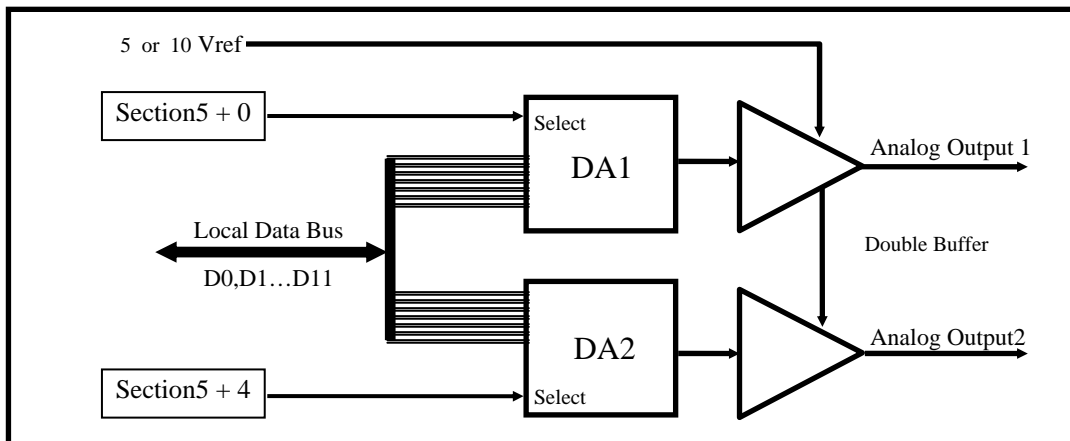 5 or 10 Vref
Section5 + 0
Select
DA1
Analog Output 1
Local Data Bus
D0,D1…D11
Double Buffer
DA2
Analog Output2
Section5 + 4
Select